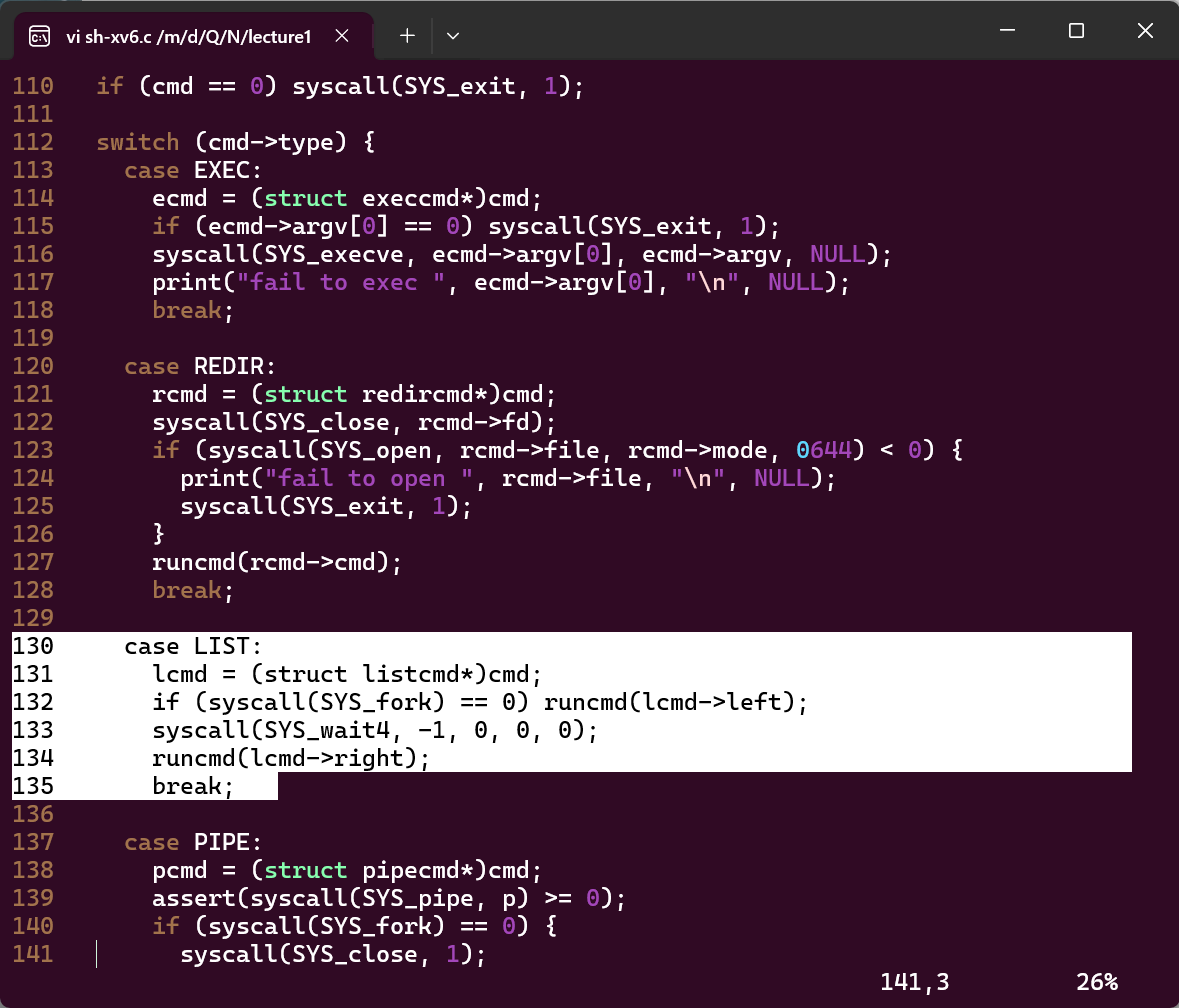 vi sh-xv6.c /m/d/Q/N/lecture1
110   if (cmd == 0) syscall(SYS_exit, 1);
111
112   switch (cmd->type) {
113     case EXEC:
114       ecmd = (struct execcmd*)cmd;
115       if (ecmd->argv[0] == 0) syscall(SYS_exit, 1);
116       syscall(SYS_execve, ecmd->argv[0], ecmd->argv, NULL);
117       print("fail to exec ", ecmd->argv[0], "\n", NULL);
118       break;
119
120     case REDIR:
121       rcmd = (struct redircmd*)cmd;
122       syscall(SYS_close, rcmd->fd);
123       if (syscall(SYS_open, rcmd->file, rcmd->mode, 0644) < 0) {
124         print("fail to open ", rcmd->file, "\n", NULL);
125         syscall(SYS_exit, 1);
126       }
127       runcmd(rcmd->cmd);
128       break;
129
130     case LIST:
131       lcmd = (struct listcmd*)cmd;
132       if (syscall(SYS_fork) == 0) runcmd(lcmd->left);
133       syscall(SYS_wait4, -1, 0, 0, 0);
134       runcmd(lcmd->right);
135       break;
136
137     case PIPE:
138       pcmd = (struct pipecmd*)cmd;
139       assert(syscall(SYS_pipe, p) >= 0);
140       if (syscall(SYS_fork) == 0) {
141         syscall(SYS_close, 1);
141,3 26%